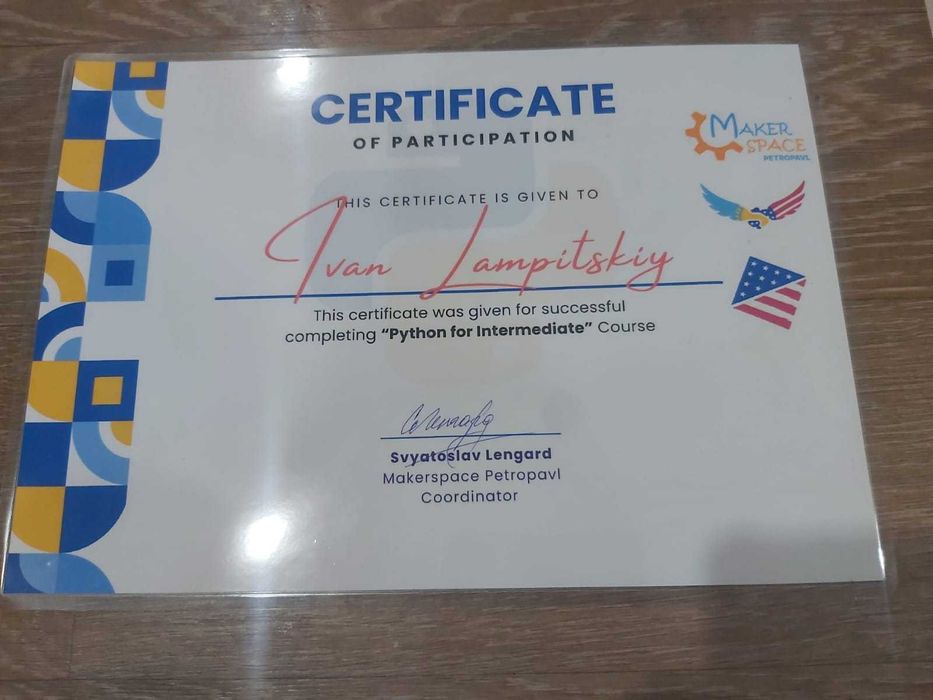 CERTIFICATE
OF PARTICIPATION
MAKER
SPACE
PETROPAVL
THIS CERTIFICATE IS GIVEN TO
Ivan Lampitskiy
This certificate was given for successful
completing “Python for Intermediate” Course
Svyatoslav Lengard
Makerspace Petropavl
Coordinator